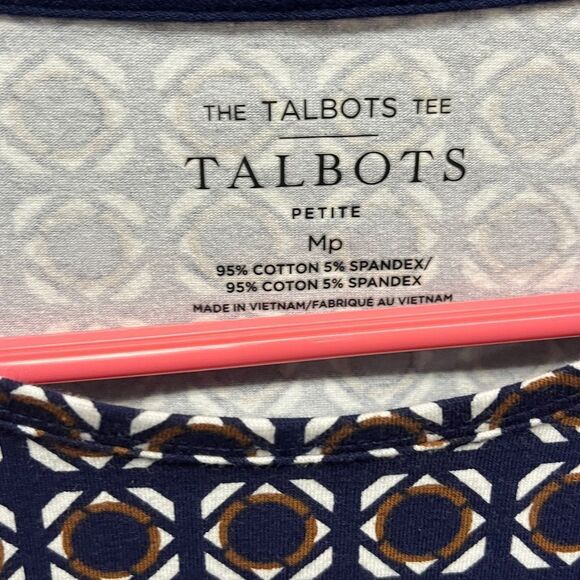 THE TALBOTS TEE
TALBOTS
PETITE
Mp
95% COTTON 5% SPANDEX/
95% COTON 5% SPANDEX
MADE IN VIETNAM/FABRIQUÉ AU VIETNAM